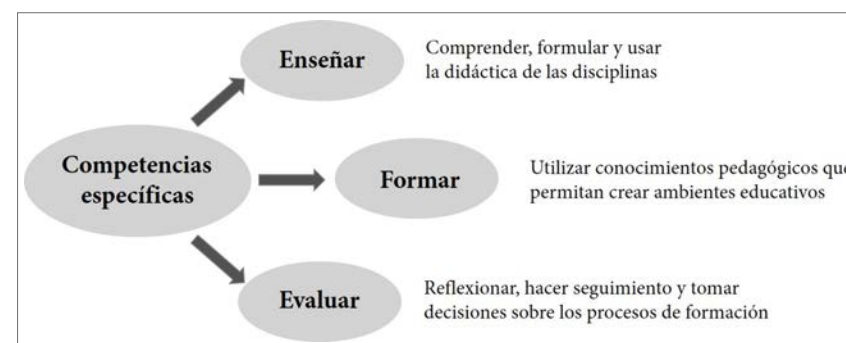 Enseñar
Comprender, formular y usar
la didáctica de las disciplinas
Competencias
específicas
Formar
Utilizar conocimientos pedagógicos que
permitan crear ambientes educativos
Evaluar
Reflexionar, hacer seguimiento y tomar
decisiones sobre los procesos de formación